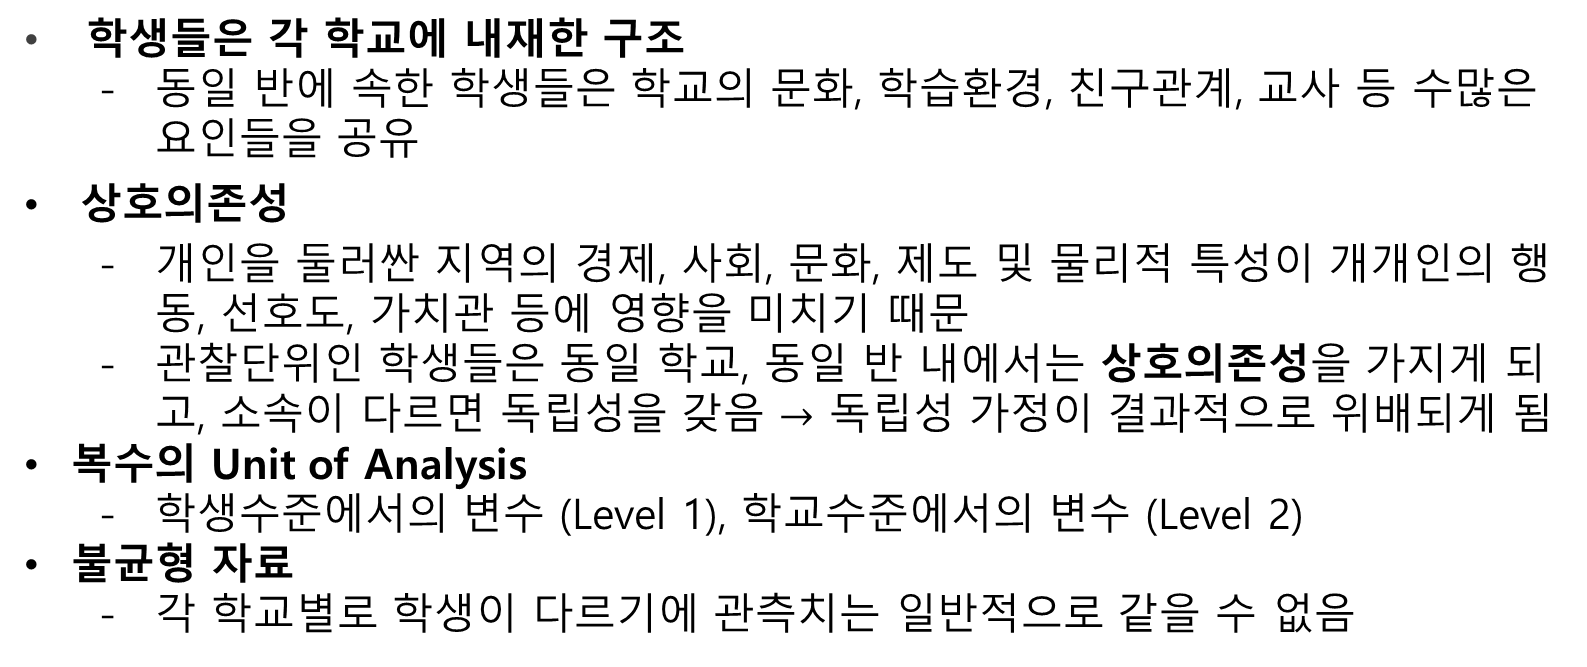 • 학생들은 각 학교에 내재한 구조
- 동일 반에 속한 학생들은 학교의 문화, 학습환경, 친구관계, 교사 등 수많은
요인들을 공유
• 상호의존성
- 개인을 둘러싼 지역의 경제, 사회, 문화, 제도 및 물리적 특성이 개개인의 행
동, 선호도, 가치관 등에 영향을 미치기 때문
- 관찰단위인 학생들은 동일 학교, 동일 반 내에서는 상호의존성을 가지게 되
고, 소속이 다르면 독립성을 갖음 → 독립성 가정이 결과적으로 위배되게 됨
• 복수의 Unit of Analysis
- 학생수준에서의 변수 (Level 1), 학교수준에서의 변수 (Level 2)
• 불균형 자료
- 각 학교별로 학생이 다르기에 관측치는 일반적으로 같을 수 없음